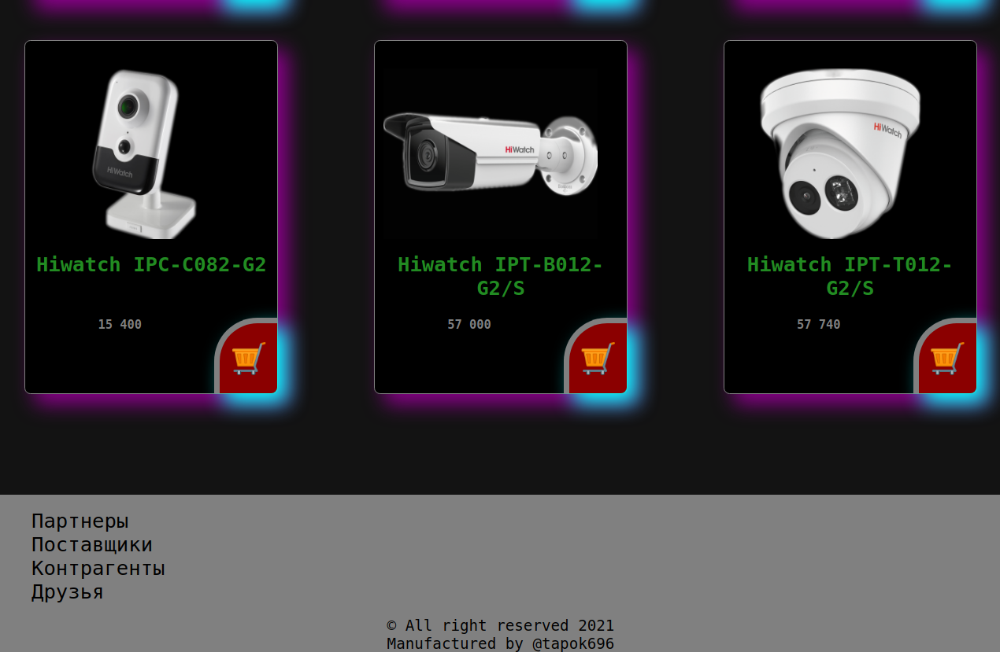 HiWatch
HiWatch
HiWatch
Hiwatch IPC-C082-G2
Hiwatch IPT-B012-
G2/S
Hiwatch IPT-T012-
G2/S
15 400
57 000
57 740
Партнеры
Поставщики
Контрагенты
Друзья
© All right reserved 2021
Manufactured by @tapok696